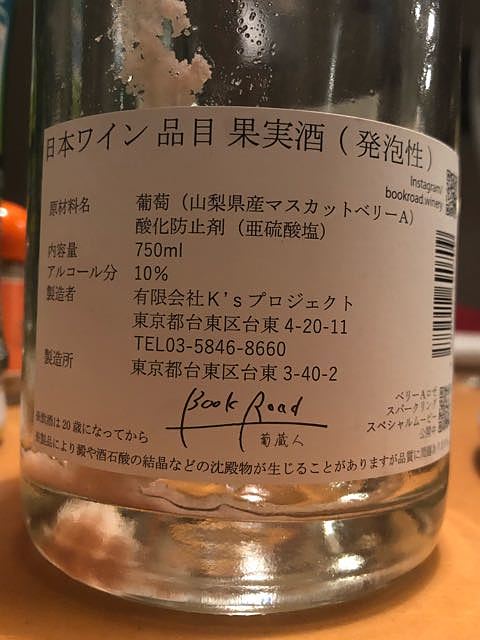 日本ワイン 品目 果実酒(発泡性)
Instagram/
bookroad.winery
原材料名 葡萄(山梨県産マスカットベリーA)
酸化防止剤(亜硫酸塩)
内容量 750ml
アルコール分 10%
製造者 有限会社K'sプロジェクト
東京都台東区台東 4-20-11
TEL03-5846-8660
製造所 東京都台東区台東 3-40-2
Book Road
葡蔵人
ベリーAロゼ
スパークリング
スペシャルムービー
公開中
飲酒は20歳になってから
製品により澱や酒石酸の結晶などの沈殿物が生じることがありますが品質に問題